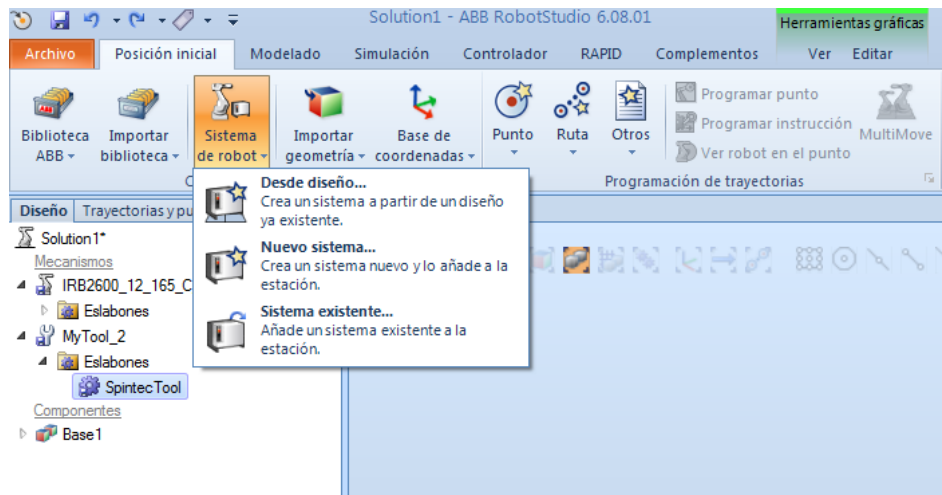 Solution1 - ABB RobotStudio 6.08.01
Herramientas gráficas
Archivo Posición inicial Modelado Simulación Controlador RAPID Complementos Ver Editar
Biblioteca ABB
Importar biblioteca
Sistema de robot
Importar geometría
Base de coordenadas
Punto
Ruta
Otros
Programar punto
Programar instrucción
Ver robot en el punto
MultiMove
C
Programación de trayectorias
Diseño Trayectorias y pu
Desde diseño...
Crea un sistema a partir de un diseño
ya existente.
Nuevo sistema...
Crea un sistema nuevo y lo añade a la
estación.
Sistema existente...
Añade un sistema existente a la
estación.
Solution1*
Mecanismos
IRB2600_12_165_C
Eslabones
MyTool_2
Eslabones
SpintecTool
Componentes
Base1